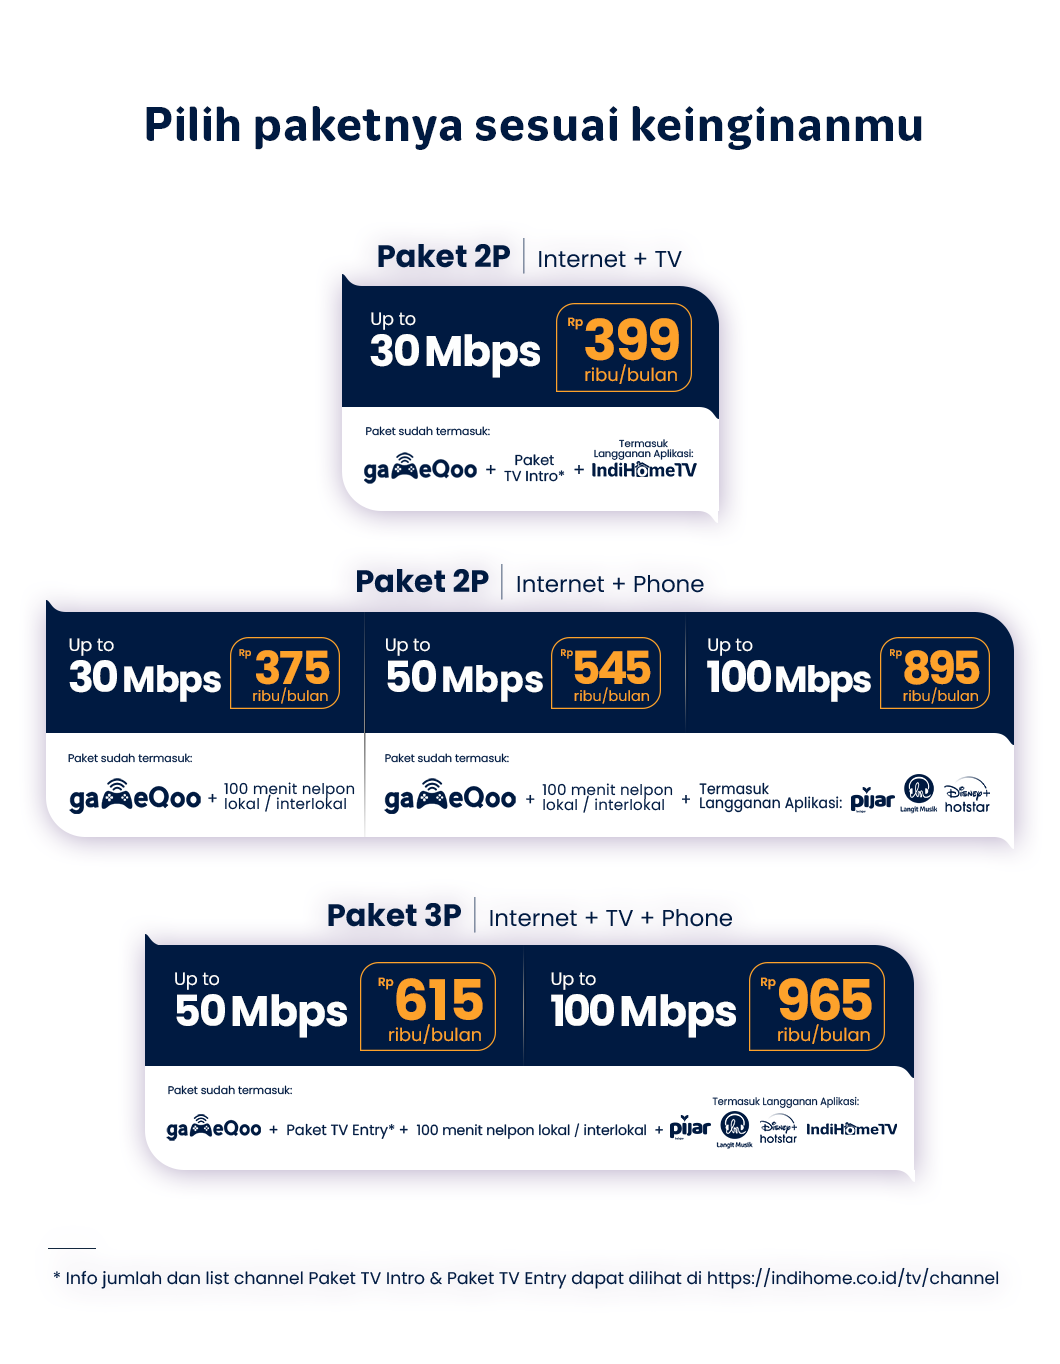 Pilih paketnya sesuai keinginanmu
Paket 2P | Internet + TV
Up to
30 Mbps
Rp 399
ribu/bulan
Paket sudah termasuk:
gameQoo + Paket TV Intro* + Termasuk Langganan Aplikasi: IndiHomeTV
Paket 2P | Internet + Phone
Up to
30 Mbps
Rp 375
ribu/bulan
Up to
50 Mbps
Rp 545
ribu/bulan
Up to
100 Mbps
Rp 895
ribu/bulan
Paket sudah termasuk:
gameQoo + 100 menit nelpon
lokal / interlokal
Paket sudah termasuk:
gameQoo + 100 menit nelpon
lokal / interlokal
+ Termasuk
Langganan Aplikasi:
pijar
Langit Musik
Disney+
hotstar
Paket 3P | Internet + TV + Phone
Up to
50 Mbps
Rp 615
ribu/bulan
Up to
100 Mbps
Rp 965
ribu/bulan
Paket sudah termasuk:
Termasuk Langganan Aplikasi:
gameQoo + Paket TV Entry* + 100 menit nelpon lokal / interlokal + pijar
Langit Musik
Disney+
hotstar
IndiHomeTV
* Info jumlah dan list channel Paket TV Intro & Paket TV Entry dapat dilihat di https://indihome.co.id/tv/channel